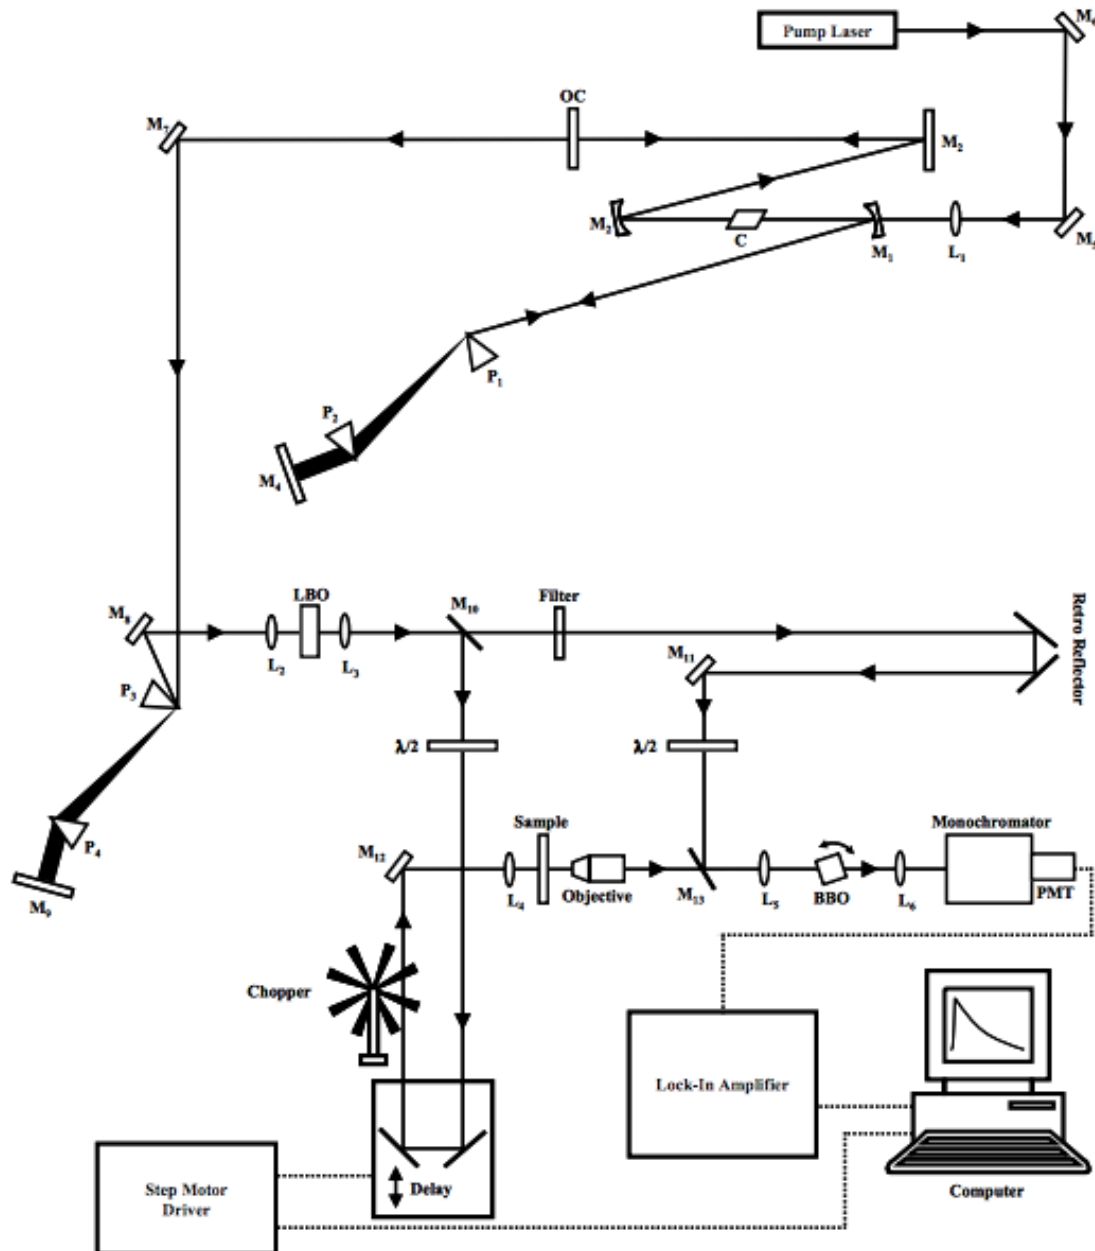 Pump Laser
M₆
OC
M₇
M₂
M₂
C
M₁
L₁
M₅
P₁
P₂
M₄
LBO
M₈
M₁₀
Filter
Retro Reflector
L₂
L₃
M₁₁
P₃
λ/2
λ/2
P₄
M₉
Sample
Monochromator
M₁₂
L₄
Objective
M₁₃
L₅
BBO
L₆
PMT
Chopper
Lock-In Amplifier
Delay
Step Motor
Driver
Computer